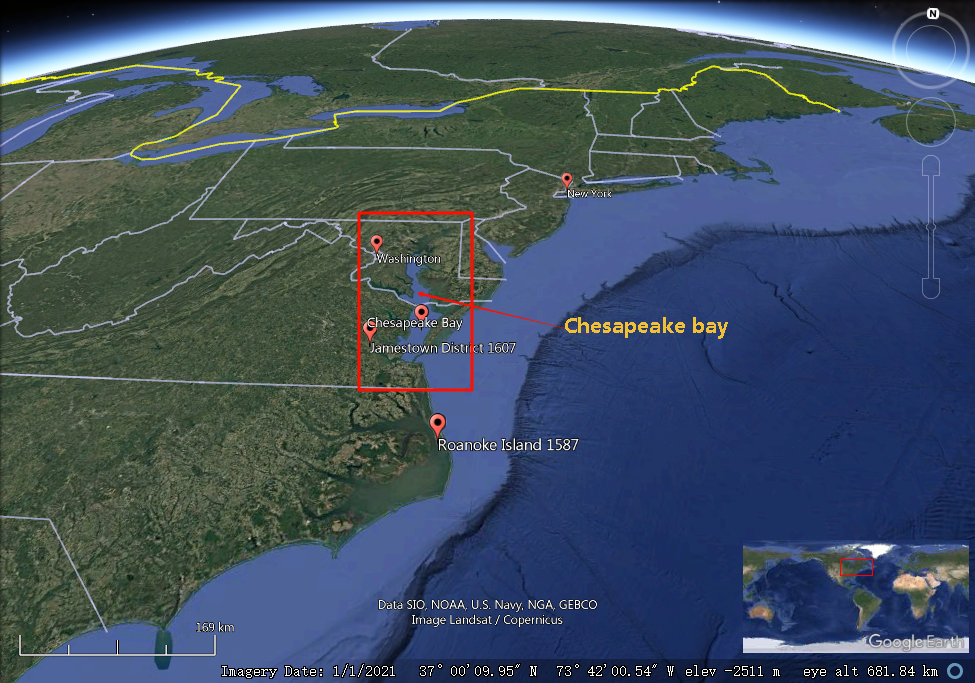 N
New York
Washington
Chesapeake Bay
Chesapeake bay
Jamestown District 1607
Roanoke Island 1587
Data SIO, NOAA, U.S. Navy, NGA, GEBCO
Image Landsat / Copernicus
169 km
Google Earth
Imagery Date: 1/1/2021 37° 00'09.95" N 73° 42'00.54" W elev -2511 m eye alt 681.84 km